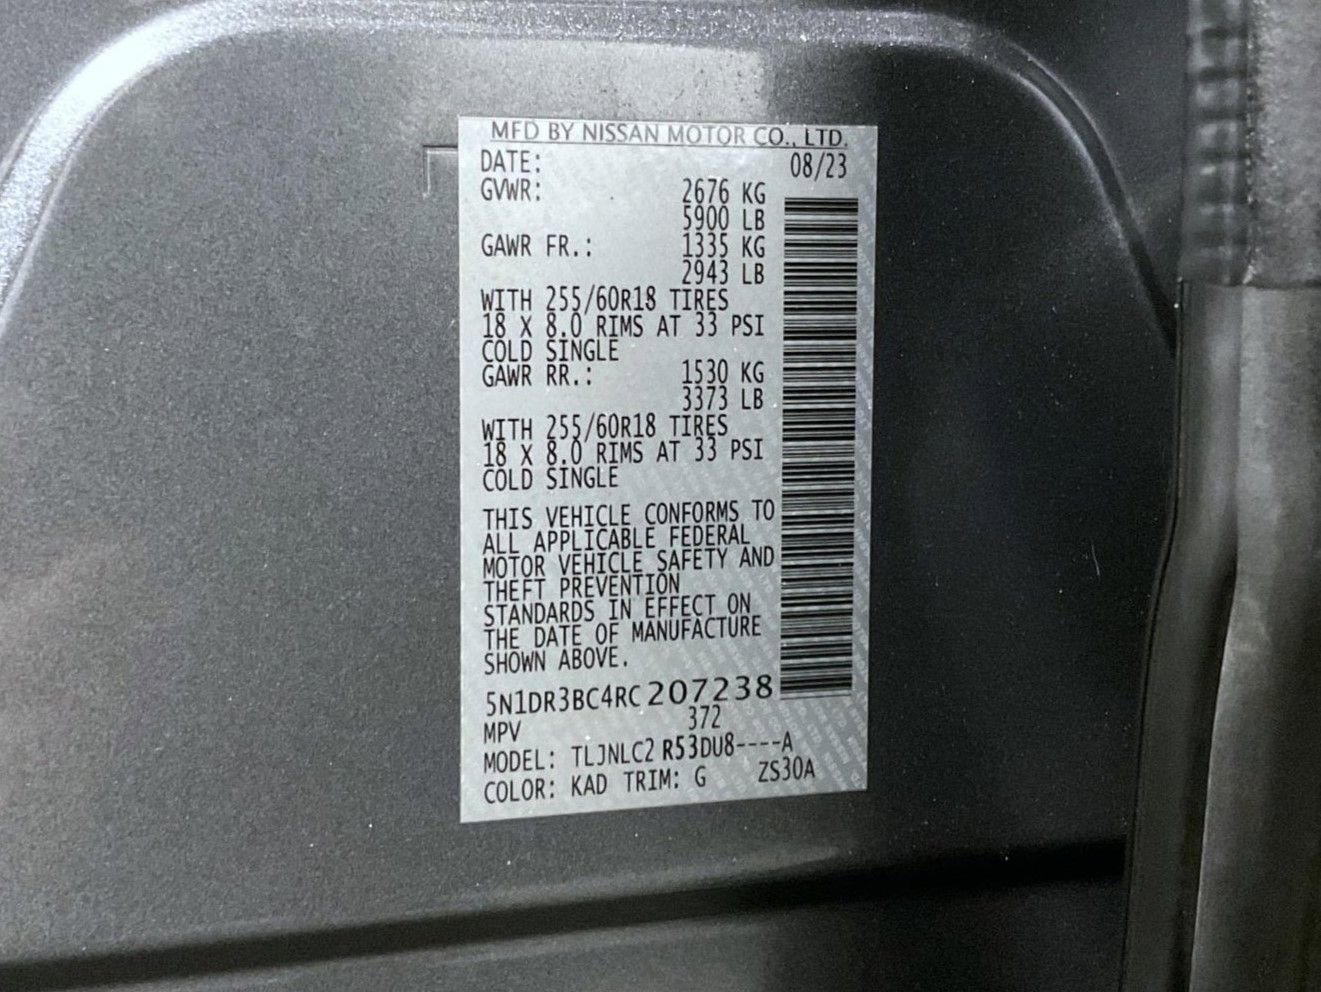 MFD BY NISSAN MOTOR CO., LTD.
DATE: 08/23
GVWR: 2676 KG
5900 LB
GAWR FR.: 1335 KG
2943 LB
WITH 255/60R18 TIRES
18 X 8.0 RIMS AT 33 PSI
COLD SINGLE
GAWR RR.: 1530 KG
3373 LB
WITH 255/60R18 TIRES
18 X 8.0 RIMS AT 33 PSI
COLD SINGLE
THIS VEHICLE CONFORMS TO
ALL APPLICABLE FEDERAL
MOTOR VEHICLE SAFETY AND
THEFT PREVENTION
STANDARDS IN EFFECT ON
THE DATE OF MANUFACTURE
SHOWN ABOVE.
5N1DR3BC4RC207238
MPV 372
MODEL: TLJNLC2 R53DU8----A
COLOR: KAD TRIM: G ZS30A